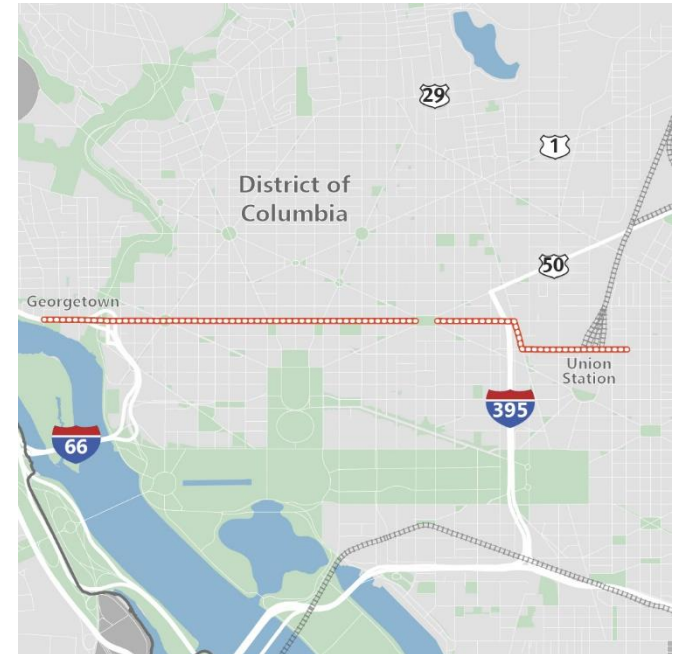 29
1
District of
Columbia
50
Georgetown
Union
Station
395
66